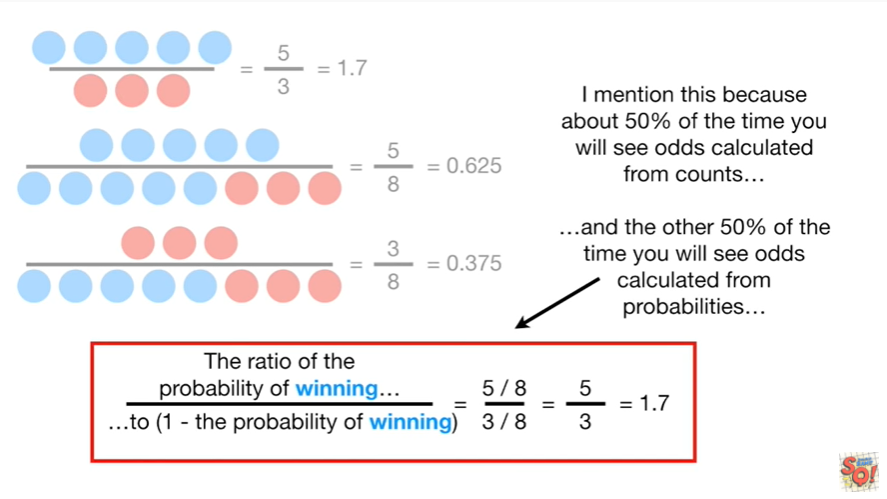 = 5/3 = 1.7
= 5/8 = 0.625
= 3/8 = 0.375
I mention this because
about 50% of the time you
will see odds calculated
from counts…
…and the other 50% of the
time you will see odds
calculated from
probabilities…
The ratio of the
probability of winning…
…to (1 - the probability of winning)
= 5 / 8 / 3 / 8 = 5/3 = 1.7
SO!